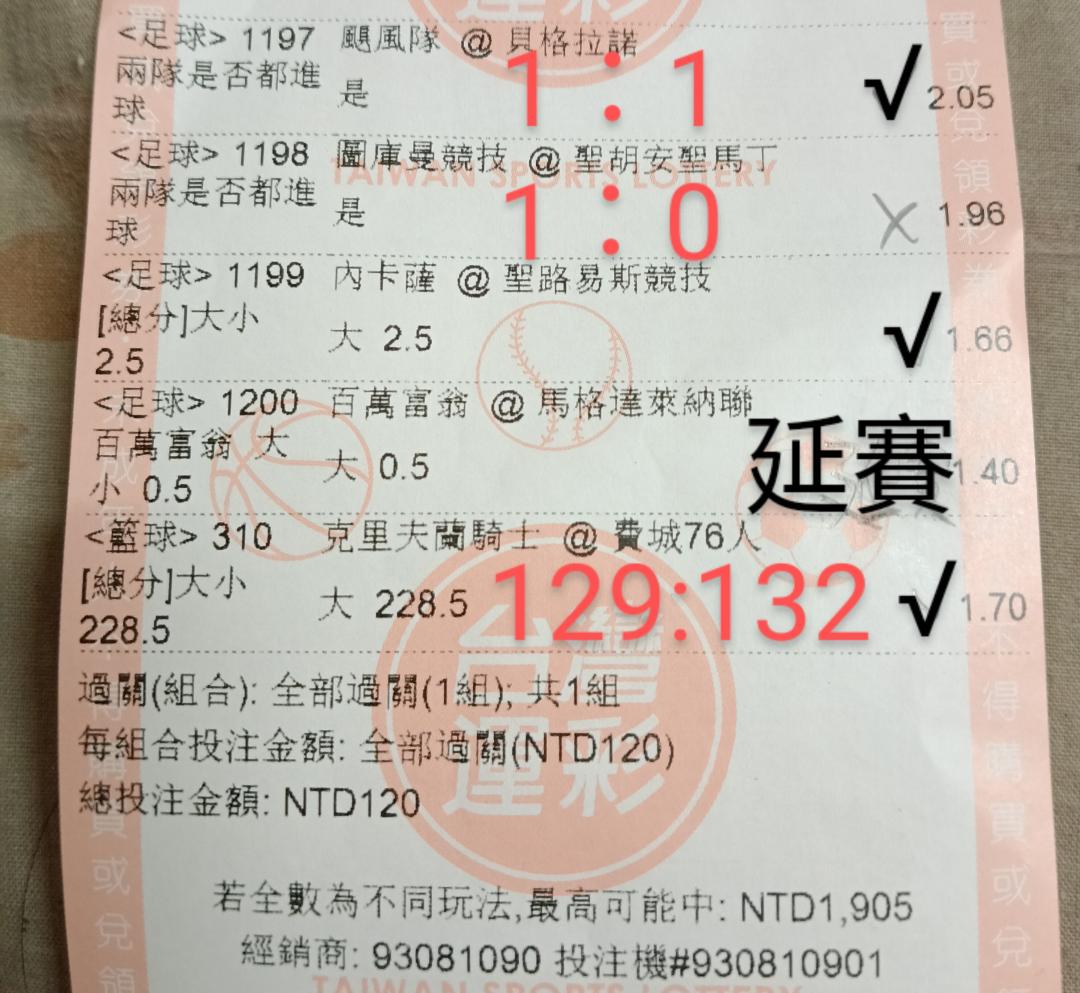 <足球> 1197 颶風隊 @ 貝格拉諾
兩隊是否都進球 是 1:1 √ 2.05
<足球> 1198 圖庫曼競技 @ 聖胡安聖馬丁
TAIWAN SPORTS LOTTERY
兩隊是否都進球 是 1:0 X 1.96
<足球> 1199 內卡薩 @ 聖路易斯競技
[總分]大小 2.5 大 2.5 √ 1.66
<足球> 1200 百萬富翁 @ 馬格達萊納聯
百萬富翁 大小 0.5 大 0.5 延賽 1.40
<籃球> 310 克里夫蘭騎士 @ 費城76人
[總分]大小 228.5 大 228.5 129:132 √ 1.70
台灣運彩
過關(組合): 全部過關(1組); 共1組
每組合投注金額: 全部過關(NTD120)
總投注金額: NTD120
若全數為不同玩法,最高可能中: NTD1,905
經銷商: 93081090 投注機#930810901
TAIWAN SPORTS LOTTERY